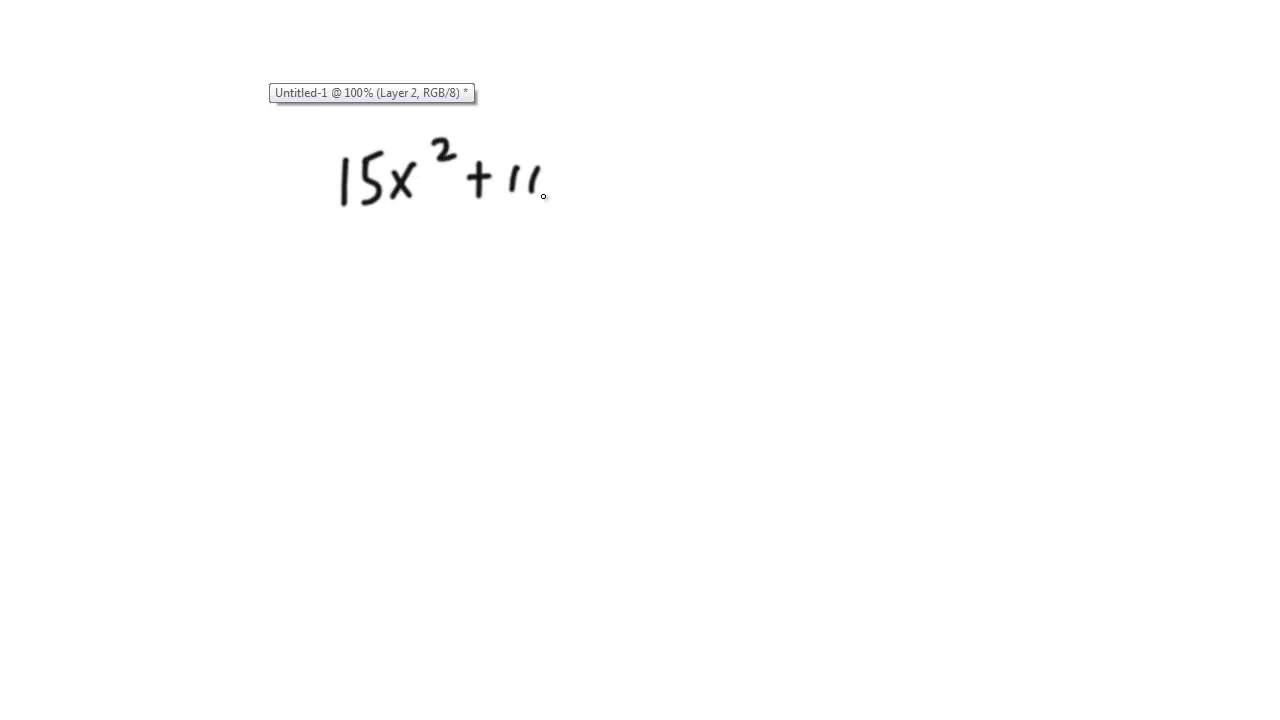 Untitled-1 @ 100% (Layer 2, RGB/8) *
15x² + 11